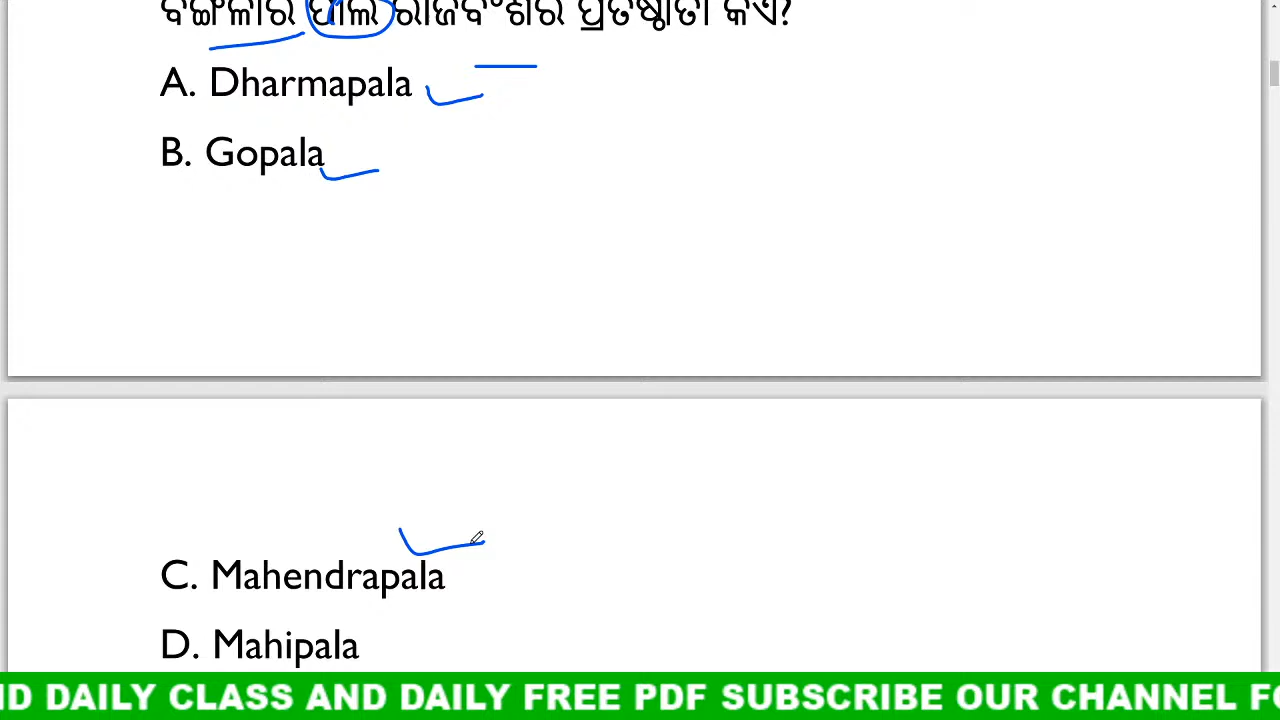 ବଙ୍ଗଳାର ପାଲ ରାଜବଂଶର ପ୍ରତିଷ୍ଠାତା କିଏ?
A. Dharmapala
B. Gopala
C. Mahendrapala
D. Mahipala
ND DAILY CLASS AND DAILY FREE PDF SUBSCRIBE OUR CHANNEL FO